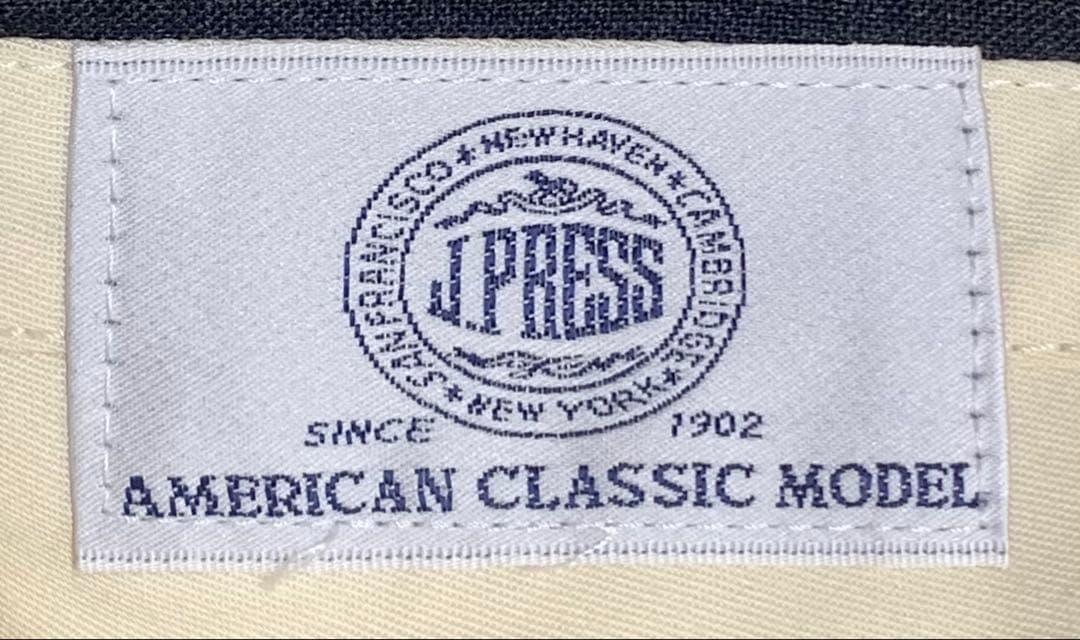 NEW HAVEN * CAMBRIDGE * NEW YORK * SAN FRANCISCO *
J. PRESS
SINCE 1902
AMERICAN CLASSIC MODEL